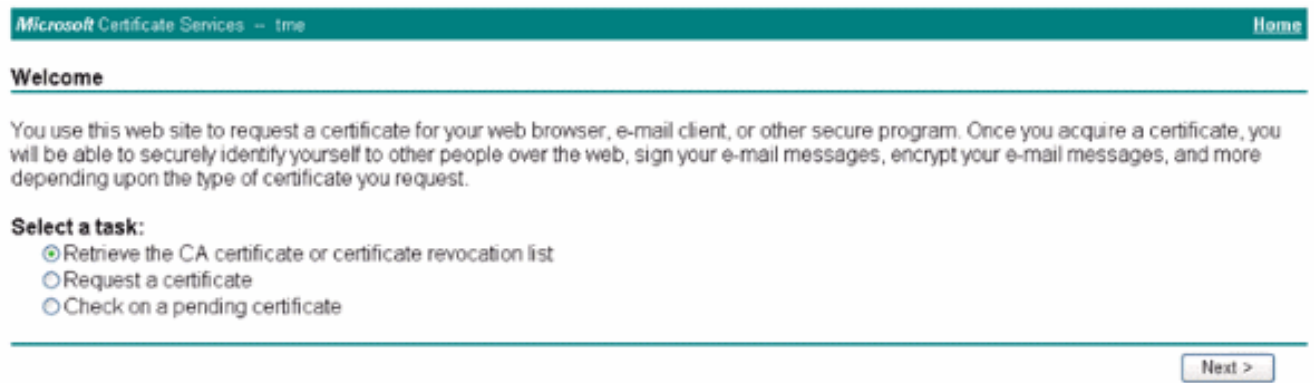 Microsoft Certificate Services -- tme Home
Welcome
You use this web site to request a certificate for your web browser, e-mail client, or other secure program. Once you acquire a certificate, you
will be able to securely identify yourself to other people over the web, sign your e-mail messages, encrypt your e-mail messages, and more
depending upon the type of certificate you request.
Select a task:
Retrieve the CA certificate or certificate revocation list
Request a certificate
Check on a pending certificate
Next >